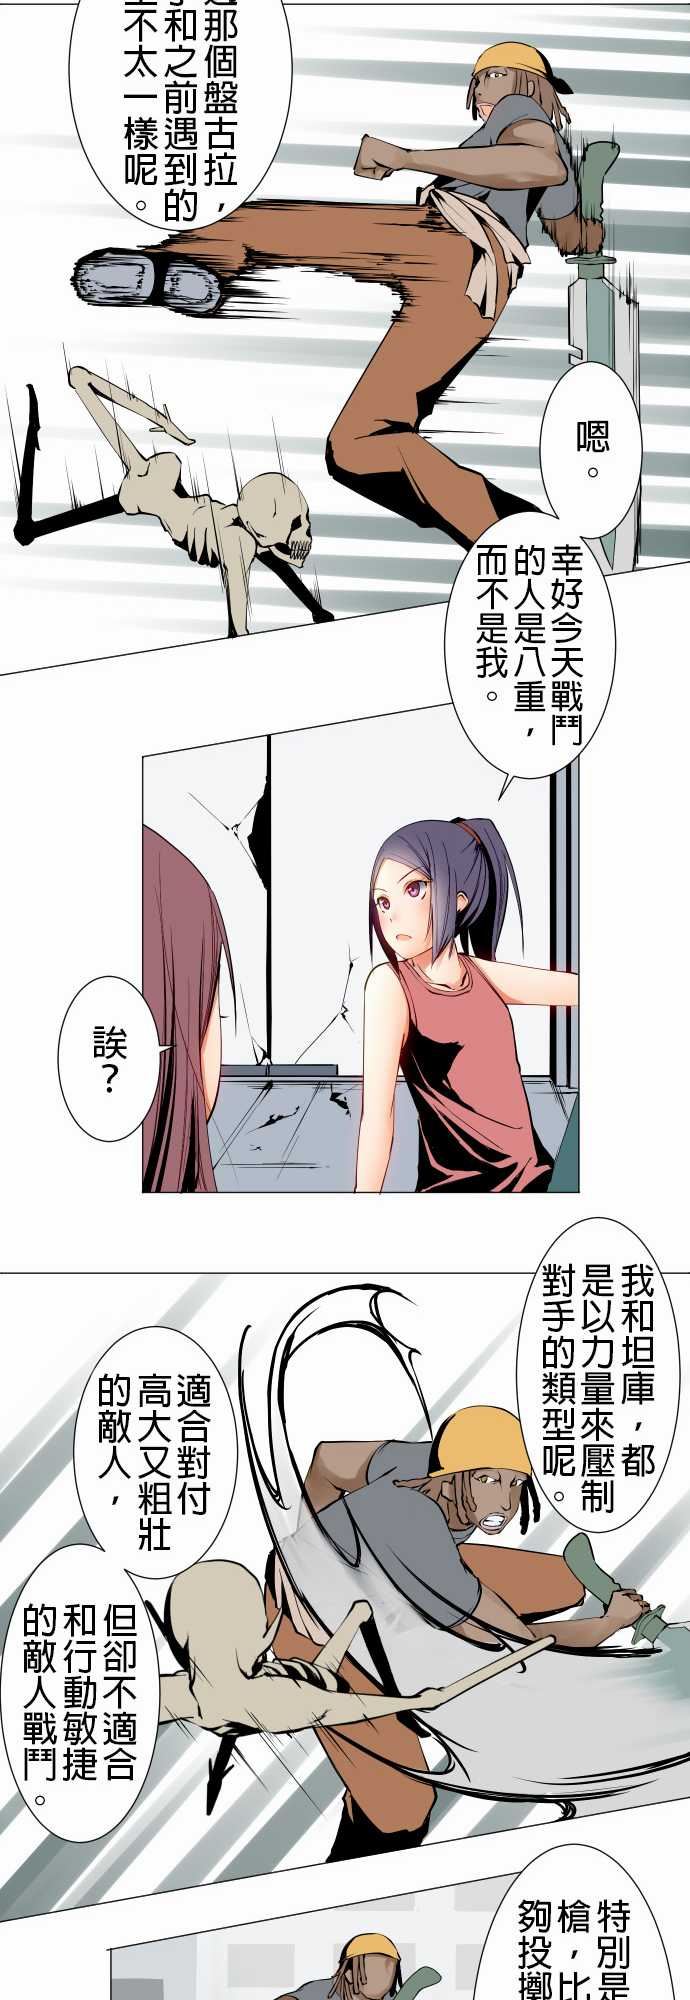 那個盤古拉，
和之前遇到的
不太一樣呢。
嗯。
幸好今天戰鬥
的人是八重，
而不是我。
誒？
我和坦庫，都
是以力量來壓制
對手的類型呢。
適合對付
高大又粗壯
的敵人，
但卻不適合
和行動敏捷
的敵人戰鬥。
特別是
槍，比
夠投擲